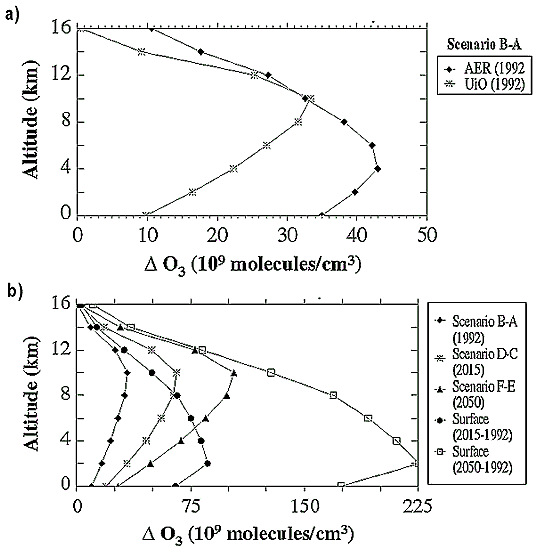 a)
16
12
8
4
0
Altitude (km)
0 10 20 30 40 50
Δ O3 (10⁹ molecules/cm³)
Scenario B-A
AER (1992
UiO (1992)
b)
16
12
8
4
0
Altitude (km)
0 75 150 225
Δ O3 (10⁹ molecules/cm³)
Scenario B-A
(1992)
Scenario D-C
(2015)
Scenario F-E
(2050)
Surface
(2015-1992)
Surface
(2050-1992)